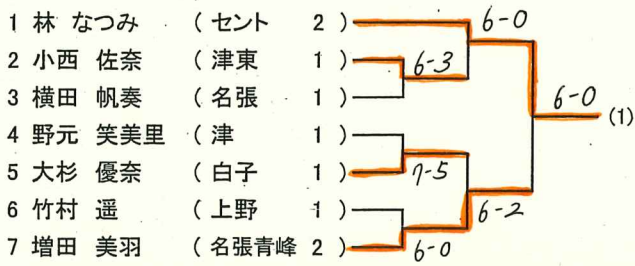 1 林 なつみ (セント 2) 6-0
2 小西 佐奈 (津東 1) 6-3
3 横田 帆奏 (名張 1) 6-0 (1)
4 野元 笑美里 (津 1)
5 大杉 優奈 (白子 1) 7-5
6 竹村 遥 (上野 1) 6-2
7 増田 美羽 (名張青峰 2) 6-0